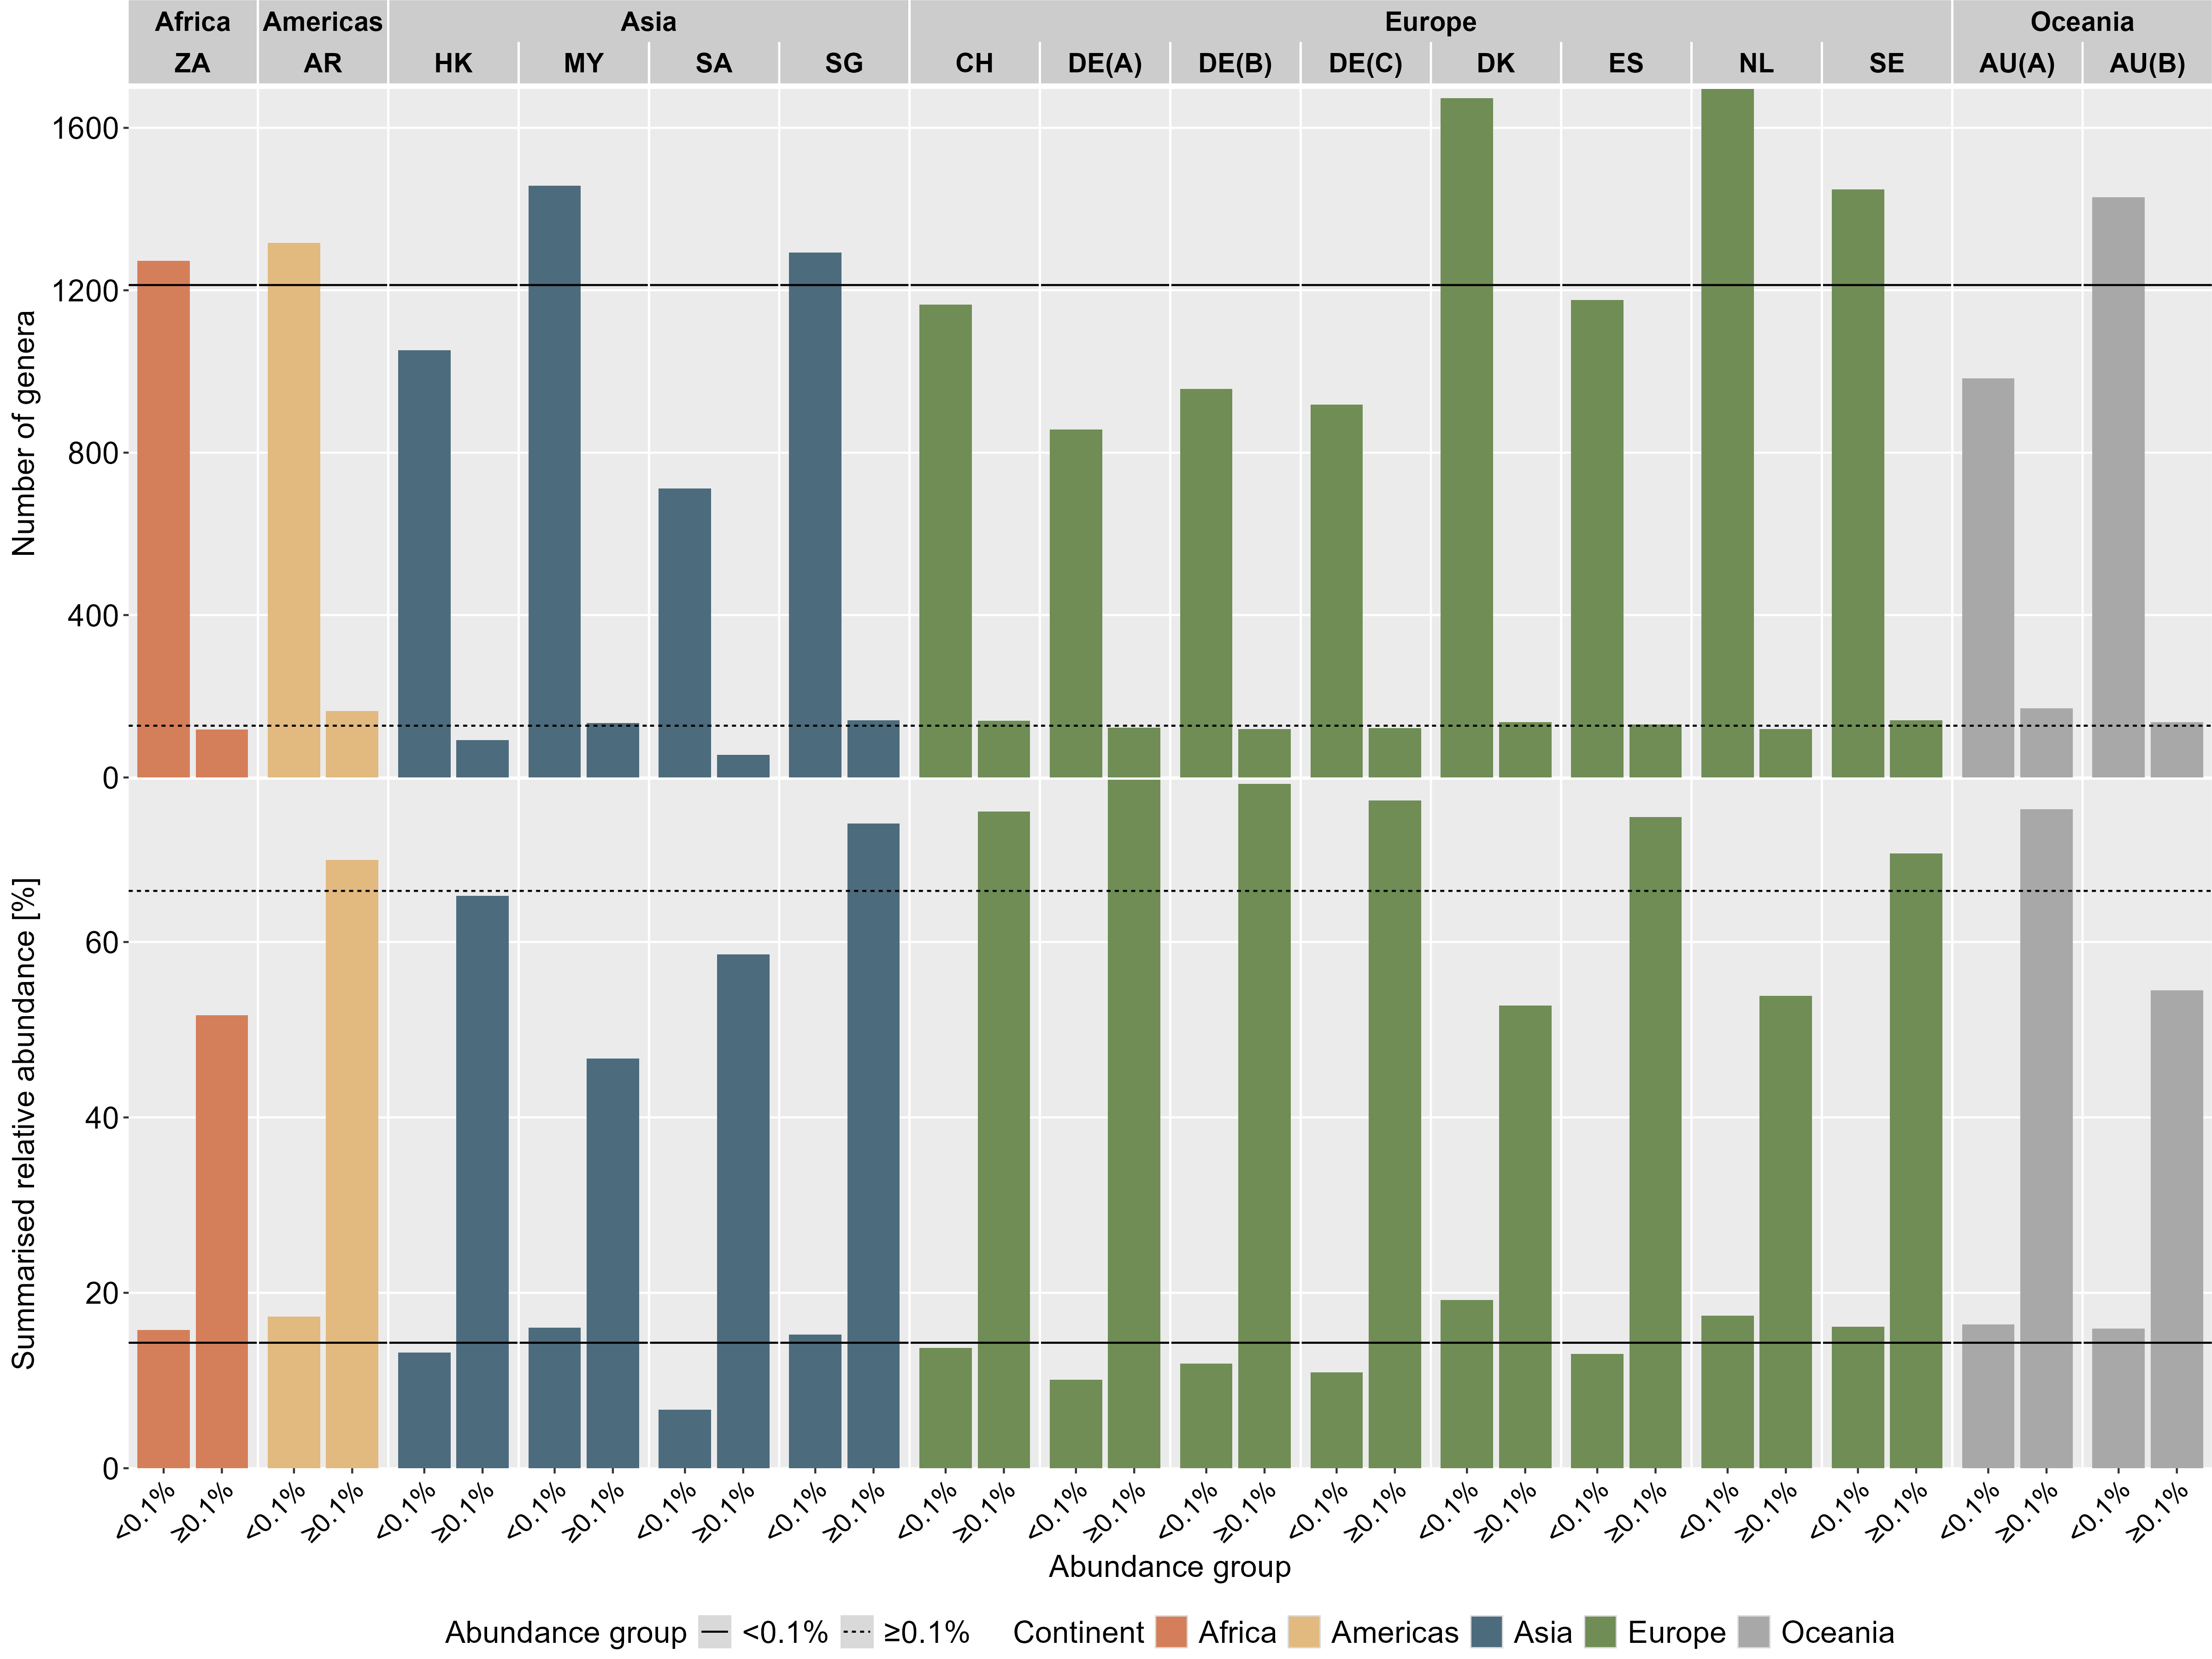 Africa Americas Asia Europe Oceania
ZA AR HK MY SA SG CH DE(A) DE(B) DE(C) DK ES NL SE AU(A) AU(B)
Number of genera
1600
1200
800
400
0
Summarised relative abundance [%]
60
40
20
0
<0.1% ≥0.1% <0.1% ≥0.1% <0.1% ≥0.1% <0.1% ≥0.1% <0.1% ≥0.1% <0.1% ≥0.1% <0.1% ≥0.1% <0.1% ≥0.1% <0.1% ≥0.1% <0.1% ≥0.1% <0.1% ≥0.1% <0.1% ≥0.1% <0.1% ≥0.1% <0.1% ≥0.1% <0.1% ≥0.1% <0.1% ≥0.1%
Abundance group
Abundance group <0.1% ≥0.1% Continent Africa Americas Asia Europe Oceania